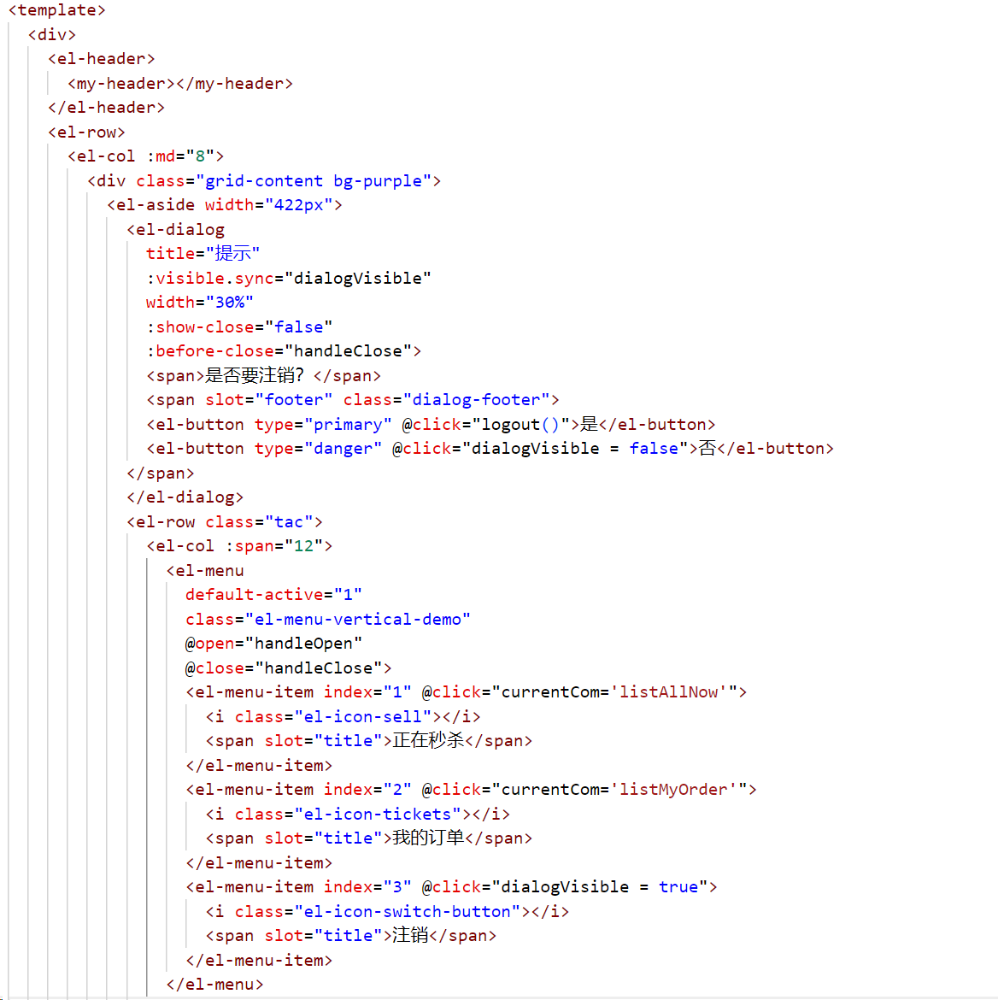 <template>
<div>
<el-header>
<my-header></my-header>
</el-header>
<el-row>
<el-col :md="8">
<div class="grid-content bg-purple">
<el-aside width="422px">
<el-dialog
title="提示"
:visible.sync="dialogVisible"
width="30%"
:show-close="false"
:before-close="handleClose">
<span>是否要注销？</span>
<span slot="footer" class="dialog-footer">
<el-button type="primary" @click="logout()">是</el-button>
<el-button type="danger" @click="dialogVisible = false">否</el-button>
</span>
</el-dialog>
<el-row class="tac">
<el-col :span="12">
<el-menu
default-active="1"
class="el-menu-vertical-demo"
@open="handleOpen"
@close="handleClose">
<el-menu-item index="1" @click="currentCom='listAllNow'">
<i class="el-icon-sell"></i>
<span slot="title">正在秒杀</span>
</el-menu-item>
<el-menu-item index="2" @click="currentCom='listMyOrder'">
<i class="el-icon-tickets"></i>
<span slot="title">我的订单</span>
</el-menu-item>
<el-menu-item index="3" @click="dialogVisible = true">
<i class="el-icon-switch-button"></i>
<span slot="title">注销</span>
</el-menu-item>
</el-menu>